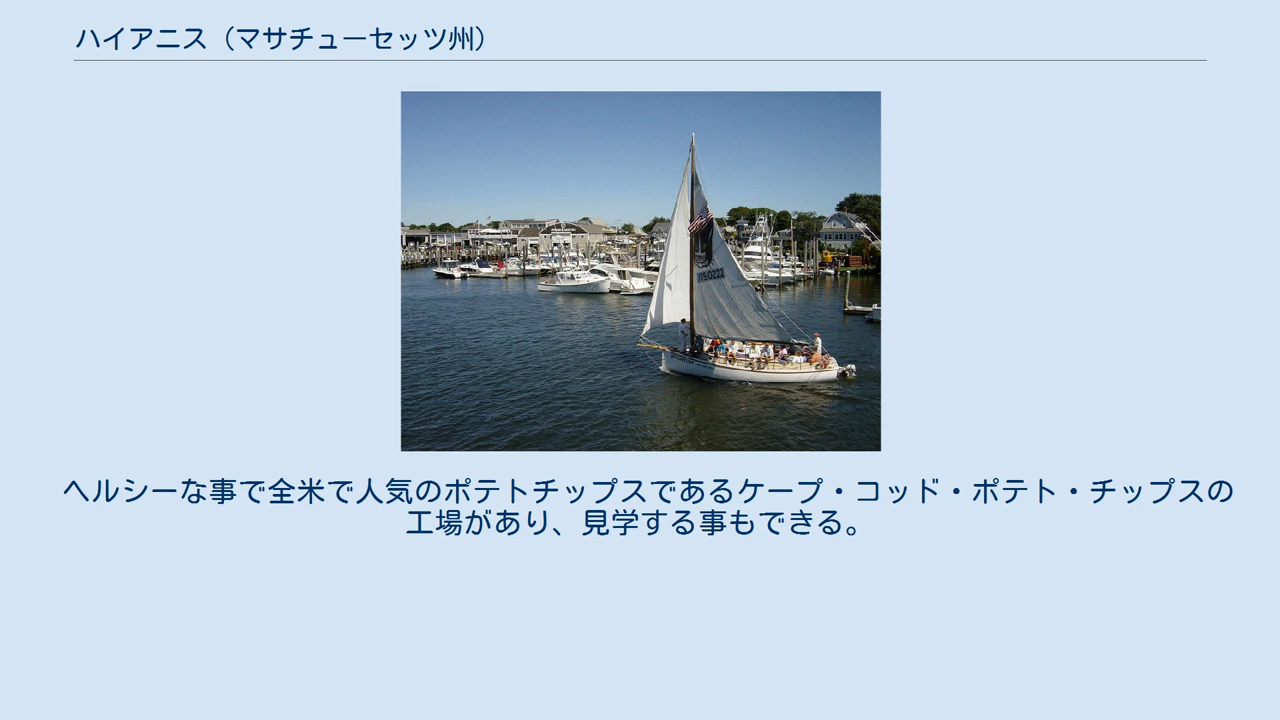 ハイアニス（マサチューセッツ州）
ヘルシーな事で全米で人気のポテトチップスであるケープ・コッド・ポテト・チップスの
工場があり、見学する事もできる。